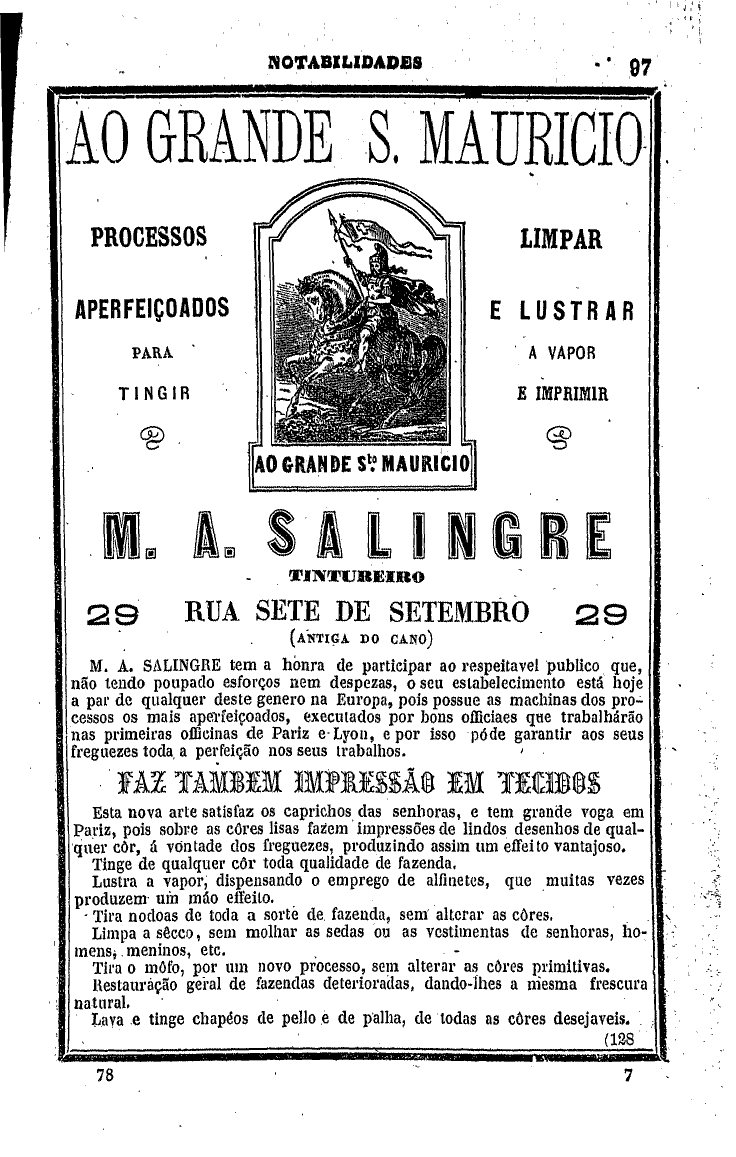 NOTABILIDADES 97
AO GRANDE S. MAURICIO
PROCESSOS
APERFEIÇOADOS
PARA
TINGIR
LIMPAR
E LUSTRAR
A VAPOR
E IMPRIMIR
AO GRANDE Sto. MAURICIO
M. A. SALINGRE
TINTUREIRO
29 RUA SETE DE SETEMBRO 29
(ANTIGA DO CANO)
M. A. SALINGRE tem a honra de participar ao respeitavel publico que,
não tendo poupado esforços nem despezas, o seu estabelecimento está hoje
a par de qualquer deste genero na Europa, pois possue as machinas dos pro-
cessos os mais aperfeiçoados, executados por bons officiaes que trabalhárão
nas primeiras officinas de Pariz e Lyon, e por isso póde garantir aos seus
freguezes toda a perfeição nos seus trabalhos.
FAZ TAMBEM IMPRESSÃO EM TECIDOS
Esta nova arte satisfaz os caprichos das senhoras, e tem grande voga em
Pariz, pois sobre as côres lisas fazem impressões de lindos desenhos de qual-
quer côr, á vontade dos freguezes, produzindo assim um effeito vantajoso.
Tinge de qualquer côr toda qualidade de fazenda.
Lustra a vapor, dispensando o emprego de alfinetes, que muitas vezes
produzem um máo effeito.
Tira nodoas de toda a sorte de fazenda, sem alterar as côres.
Limpa a sêcco, sem molhar as sedas ou as vestimentas de senhoras, ho-
mens, meninos, etc.
Tira o môfo, por um novo processo, sem alterar as côres primitivas.
Restauração geral de fazendas deterioradas, dando-lhes a mesma frescura
natural.
Lava e tinge chapéos de pello e de palha, de todas as côres desejaveis.
(128
78 7